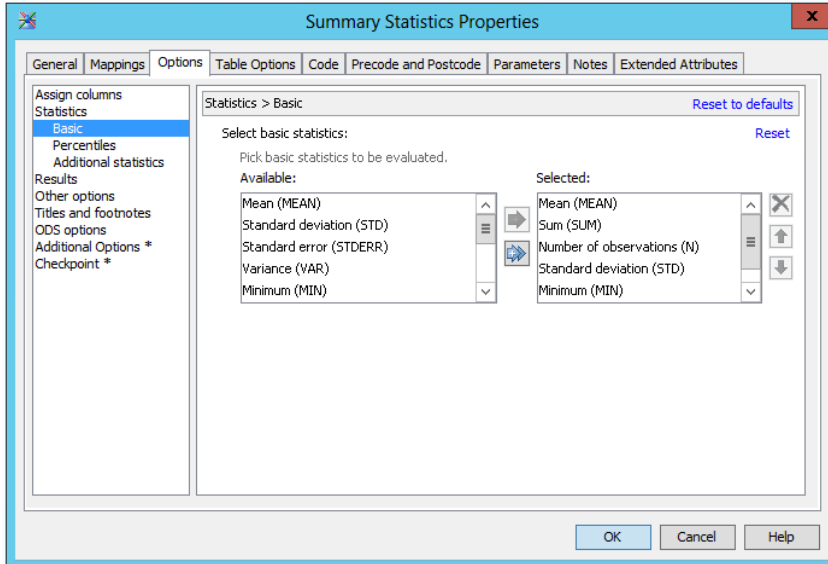 Summary Statistics Properties
x
General Mappings Options Table Options Code Precode and Postcode Parameters Notes Extended Attributes
Assign columns
Statistics
Basic
Percentiles
Additional statistics
Results
Other options
Titles and footnotes
ODS options
Additional Options *
Checkpoint *
Statistics > Basic Reset to defaults
Select basic statistics: Reset
Pick basic statistics to be evaluated.
Available: Selected:
Mean (MEAN) Mean (MEAN)
Standard deviation (STD) Sum (SUM)
Standard error (STDERR) Number of observations (N)
Variance (VAR) Standard deviation (STD)
Minimum (MIN) Minimum (MIN)
OK Cancel Help